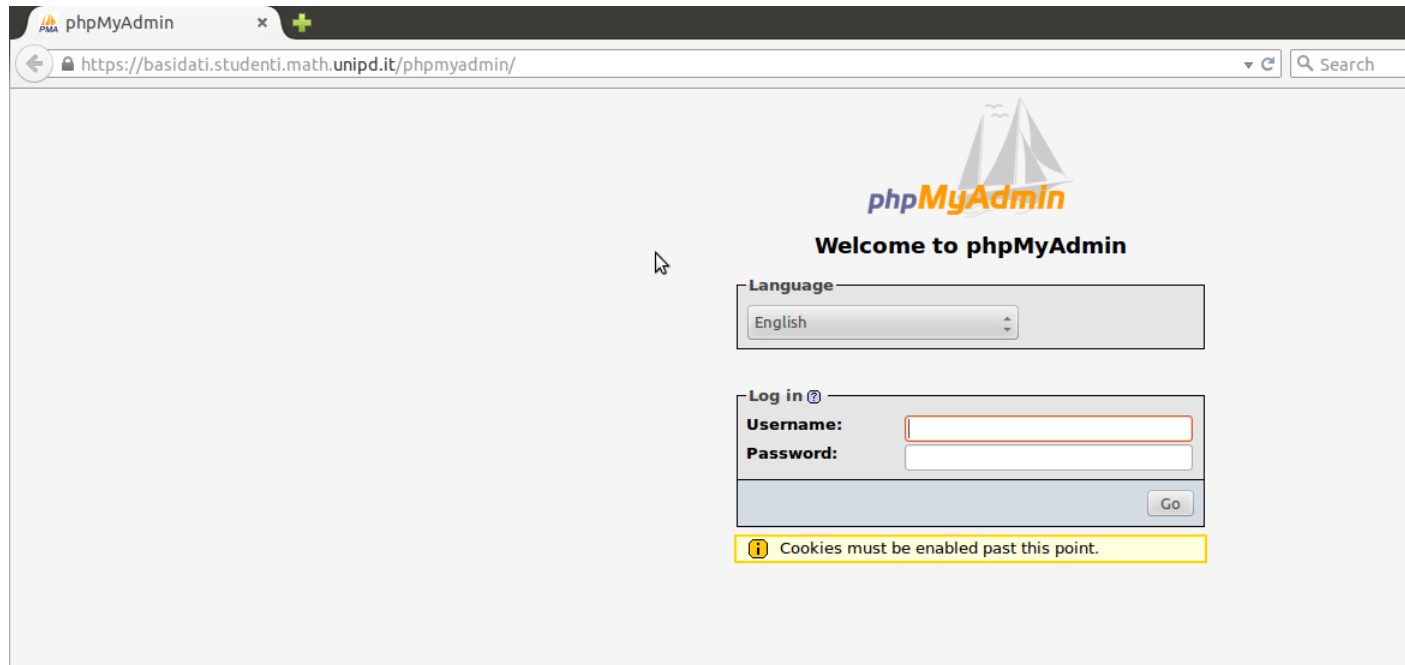 PMA phpMyAdmin
https://basidati.studenti.math.unipd.it/phpmyadmin/
Search
phpMyAdmin
Welcome to phpMyAdmin
Language
English
Log in ?
Username:
Password:
Go
i Cookies must be enabled past this point.